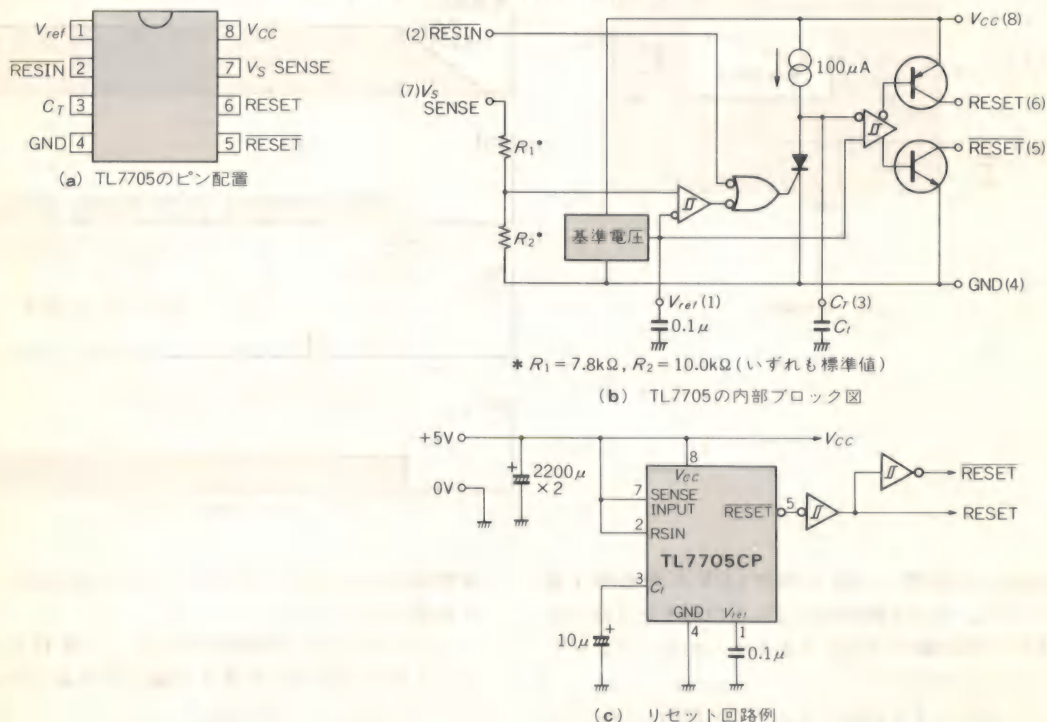 Vref 1
8 VCC
RESIN 2
7 VS SENSE
CT 3
6 RESET
GND 4
5 RESET
(a) TL7705のピン配置
(2) RESIN
(7)VS
SENSE
R1*
R2*
基準電圧
100μA
VCC(8)
RESET(6)
RESET(5)
GND(4)
Vref(1)
0.1μ
CT(3)
Ct
* R1=7.8kΩ, R2=10.0kΩ(いずれも標準値)
(b) TL7705の内部ブロック図
+5V
0V
+
2200μ
×2
VCC
8
VCC
7
SENSE
INPUT
2
RSIN
RESET
5
TL7705CP
3
Ct
GND
Vref
4
1
10μ
+
0.1μ
RESET
RESET
(c) リセット回路例